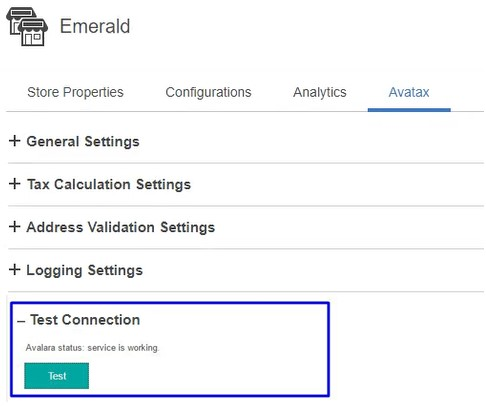 Emerald
Store Properties Configurations Analytics Avatax
+ General Settings
+ Tax Calculation Settings
+ Address Validation Settings
+ Logging Settings
– Test Connection
Avalara status: service is working.
Test